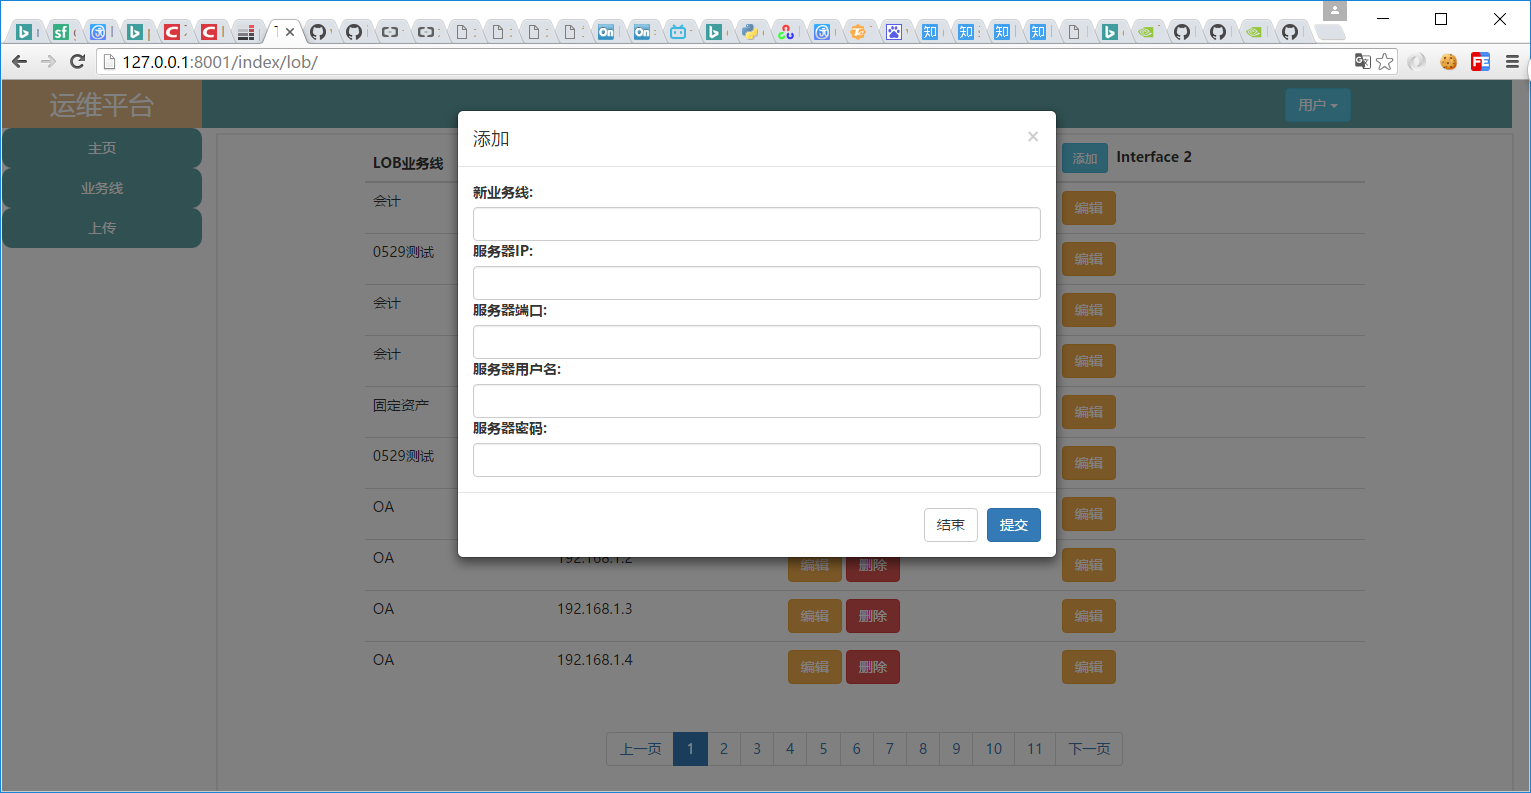 127.0.0.1:8001/index/lob/
运维平台
用户
主页
业务线
上传
LOB业务线
添加 Interface 2
会计 编辑
0529测试 编辑
会计 编辑
会计 编辑
固定资产 编辑
0529测试 编辑
OA 编辑
OA 192.168.1.2 编辑 删除 编辑
OA 192.168.1.3 编辑 删除 编辑
OA 192.168.1.4 编辑 删除 编辑
上一页 1 2 3 4 5 6 7 8 9 10 11 下一页
添加 ×
新业务线:
服务器IP:
服务器端口:
服务器用户名:
服务器密码:
结束 提交